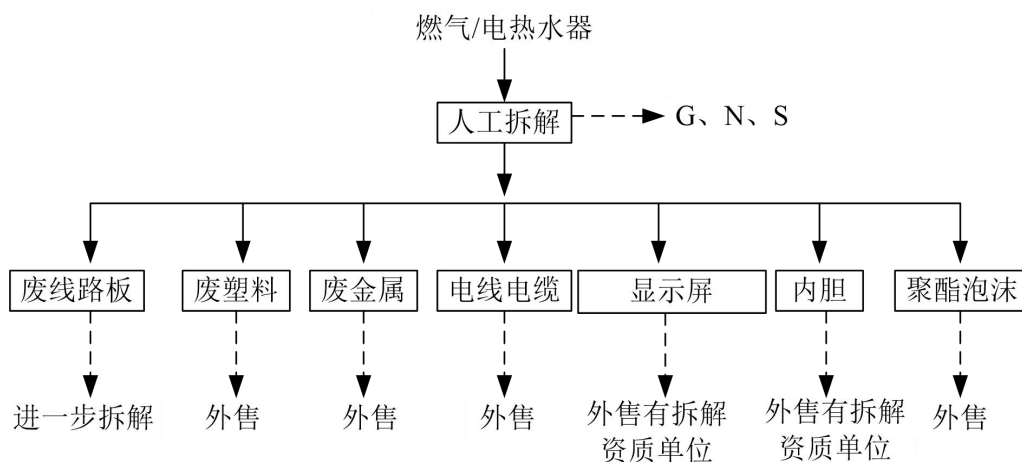 燃气/电热水器
人工拆解
G、N、S
废线路板
废塑料
废金属
电线电缆
显示屏
内胆
聚酯泡沫
进一步拆解
外售
外售
外售
外售有拆解
资质单位
外售有拆解
资质单位
外售